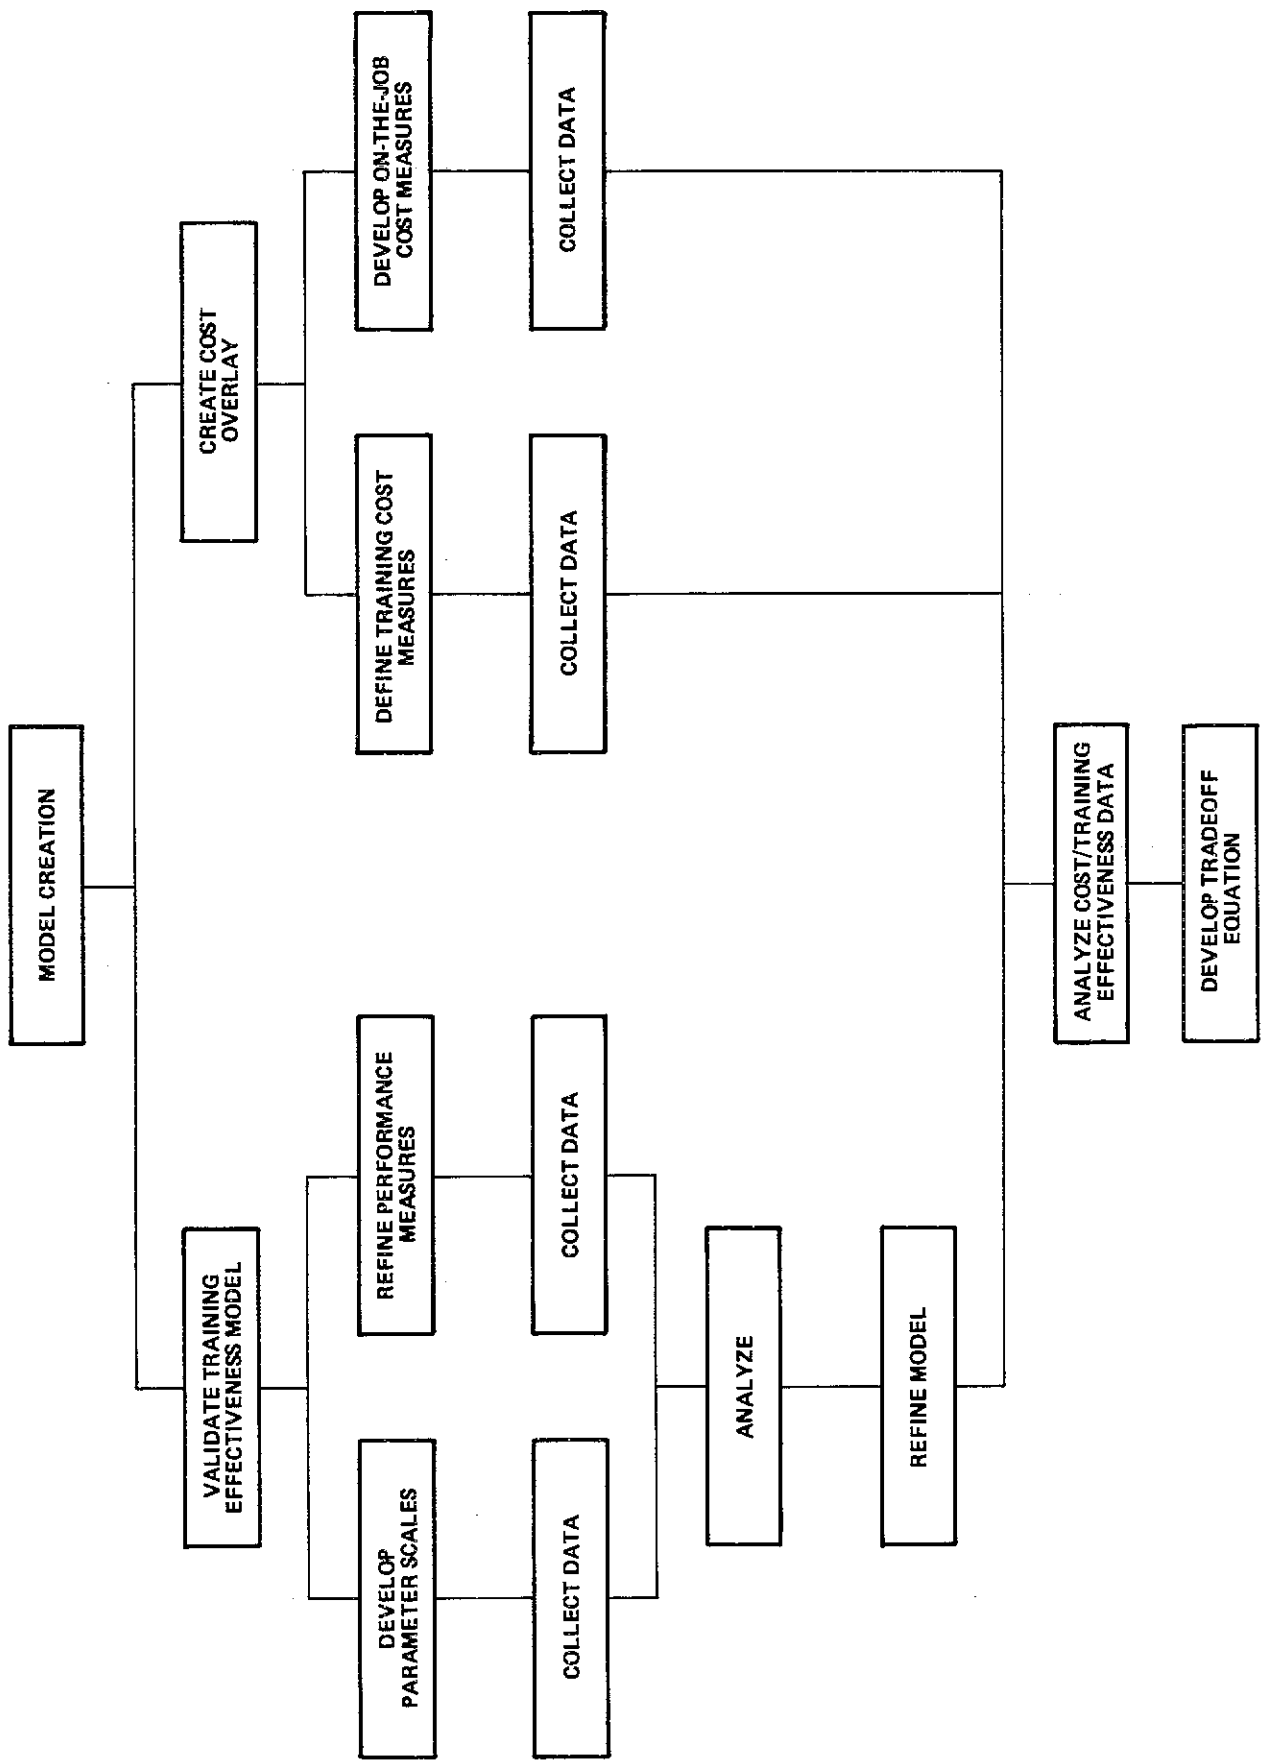 MODEL CREATION
VALIDATE TRAINING
EFFECTIVENESS MODEL
CREATE COST
OVERLAY
DEVELOP
PARAMETER SCALES
REFINE PERFORMANCE
MEASURES
DEFINE TRAINING COST
MEASURES
DEVELOP ON-THE-JOB
COST MEASURES
COLLECT DATA
COLLECT DATA
COLLECT DATA
COLLECT DATA
ANALYZE
REFINE MODEL
ANALYZE COST/TRAINING
EFFECTIVENESS DATA
DEVELOP TRADEOFF
EQUATION